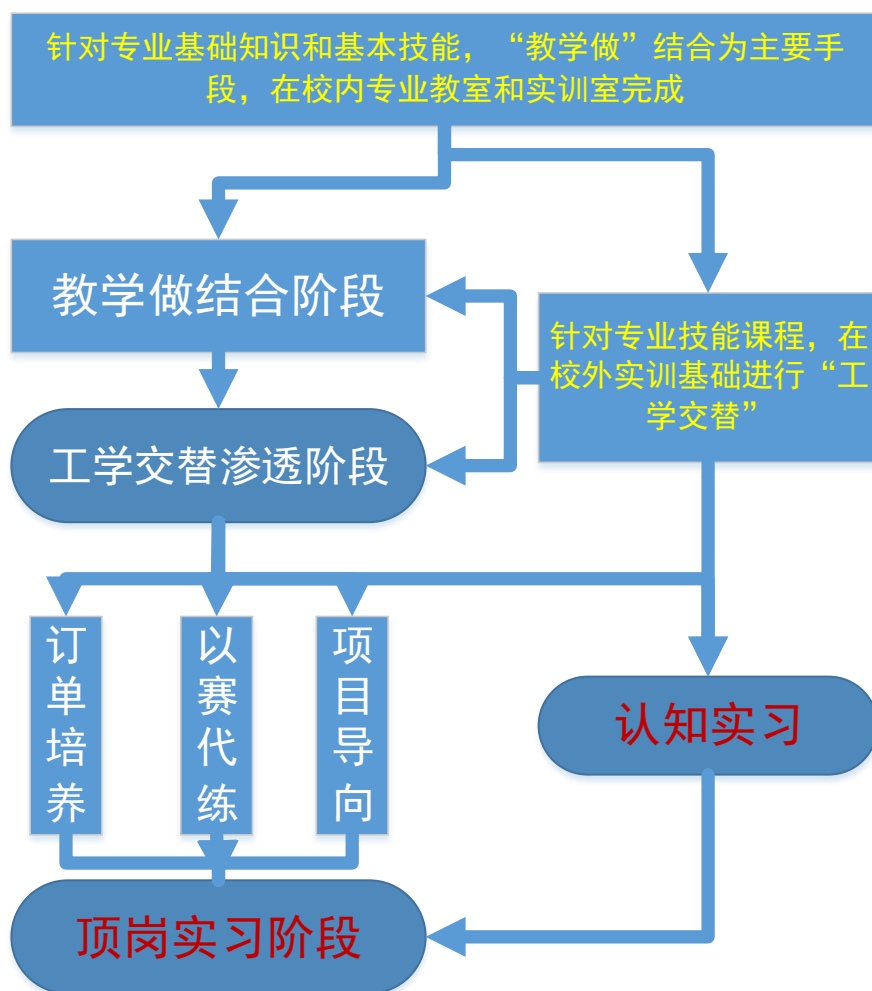 针对专业基础知识和基本技能，“教学做”结合为主要手
段，在校内专业教室和实训室完成
教学做结合阶段
针对专业技能课程，在
校外实训基础进行“工
学交替”
工学交替渗透阶段
订单培养
以赛代练
项目导向
认知实习
顶岗实习阶段